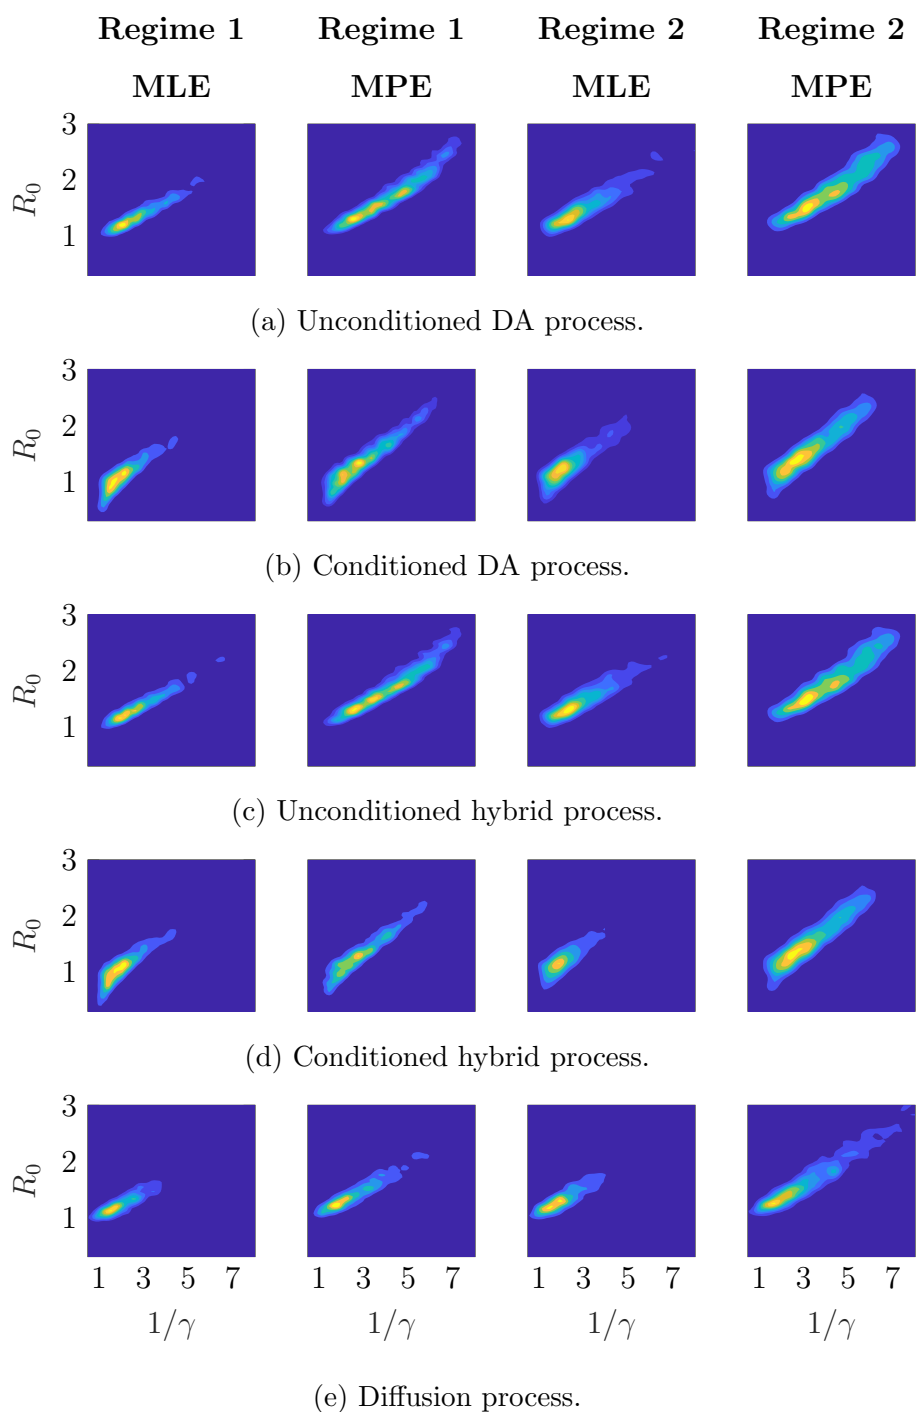 Regime 1 Regime 1 Regime 2 Regime 2
MLE MPE MLE MPE
3
2
1
R₀
(a) Unconditioned DA process.
3
2
1
R₀
(b) Conditioned DA process.
3
2
1
R₀
(c) Unconditioned hybrid process.
3
2
1
R₀
(d) Conditioned hybrid process.
3
2
1
R₀
1 3 5 7 1 3 5 7 1 3 5 7 1 3 5 7
1/γ 1/γ 1/γ 1/γ
(e) Diffusion process.